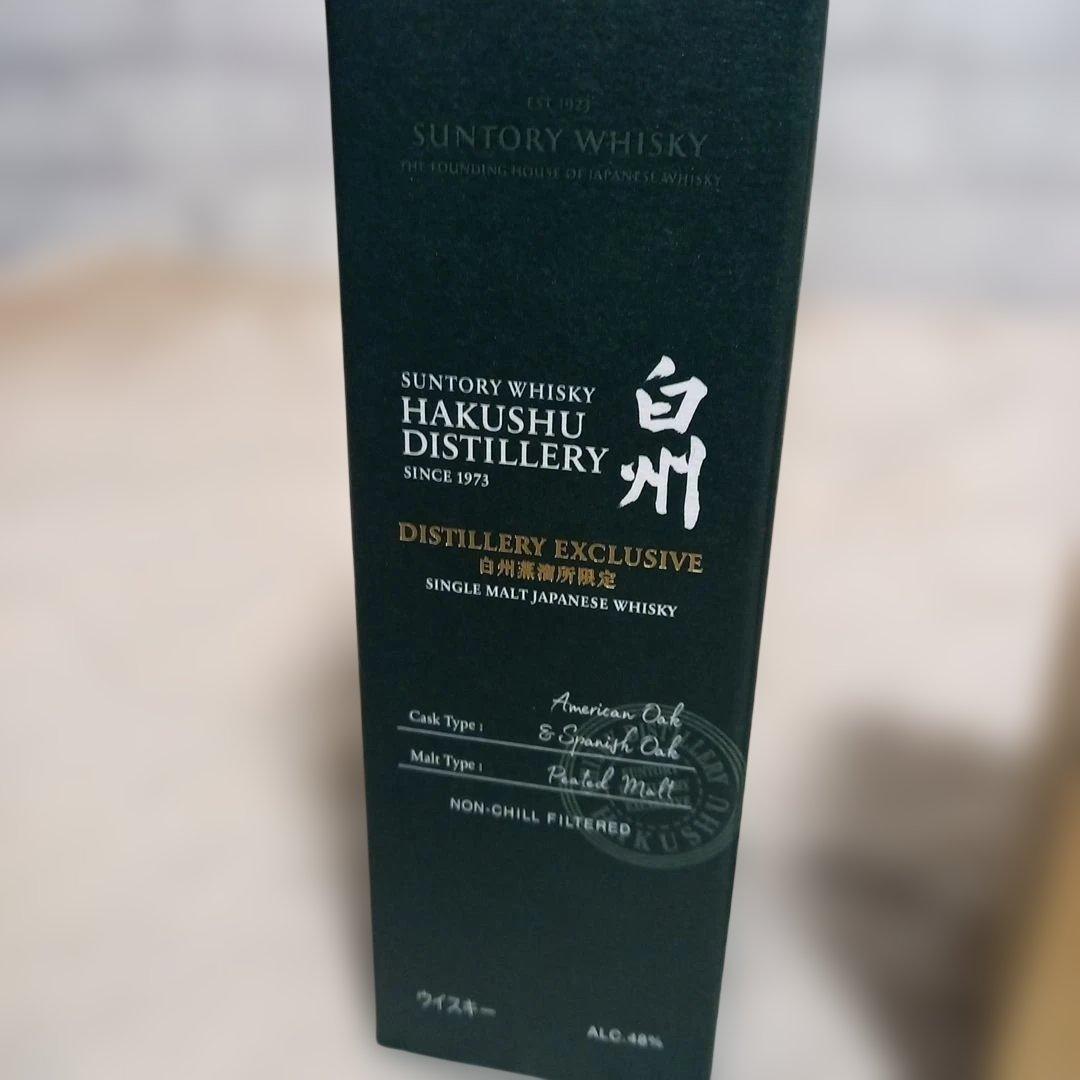 EST. 1923
SUNTORY WHISKY
THE FOUNDING HOUSE OF JAPANESE WHISKY
SUNTORY WHISKY
HAKUSHU
DISTILLERY
SINCE 1973
白州
DISTILLERY EXCLUSIVE
白州蒸溜所限定
SINGLE MALT JAPANESE WHISKY
Cask Type : American Oak
& Spanish Oak
Malt Type : Peated Malt
NON-CHILL FILTERED
HAKUSHU
ウイスキー
ALC.48%